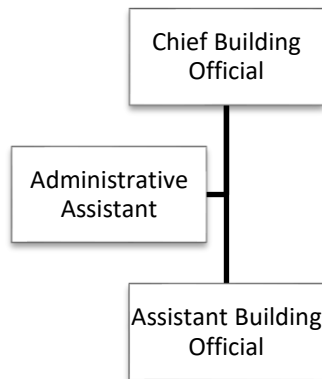 Chief Building
Official
Administrative
Assistant
Assistant Building
Official